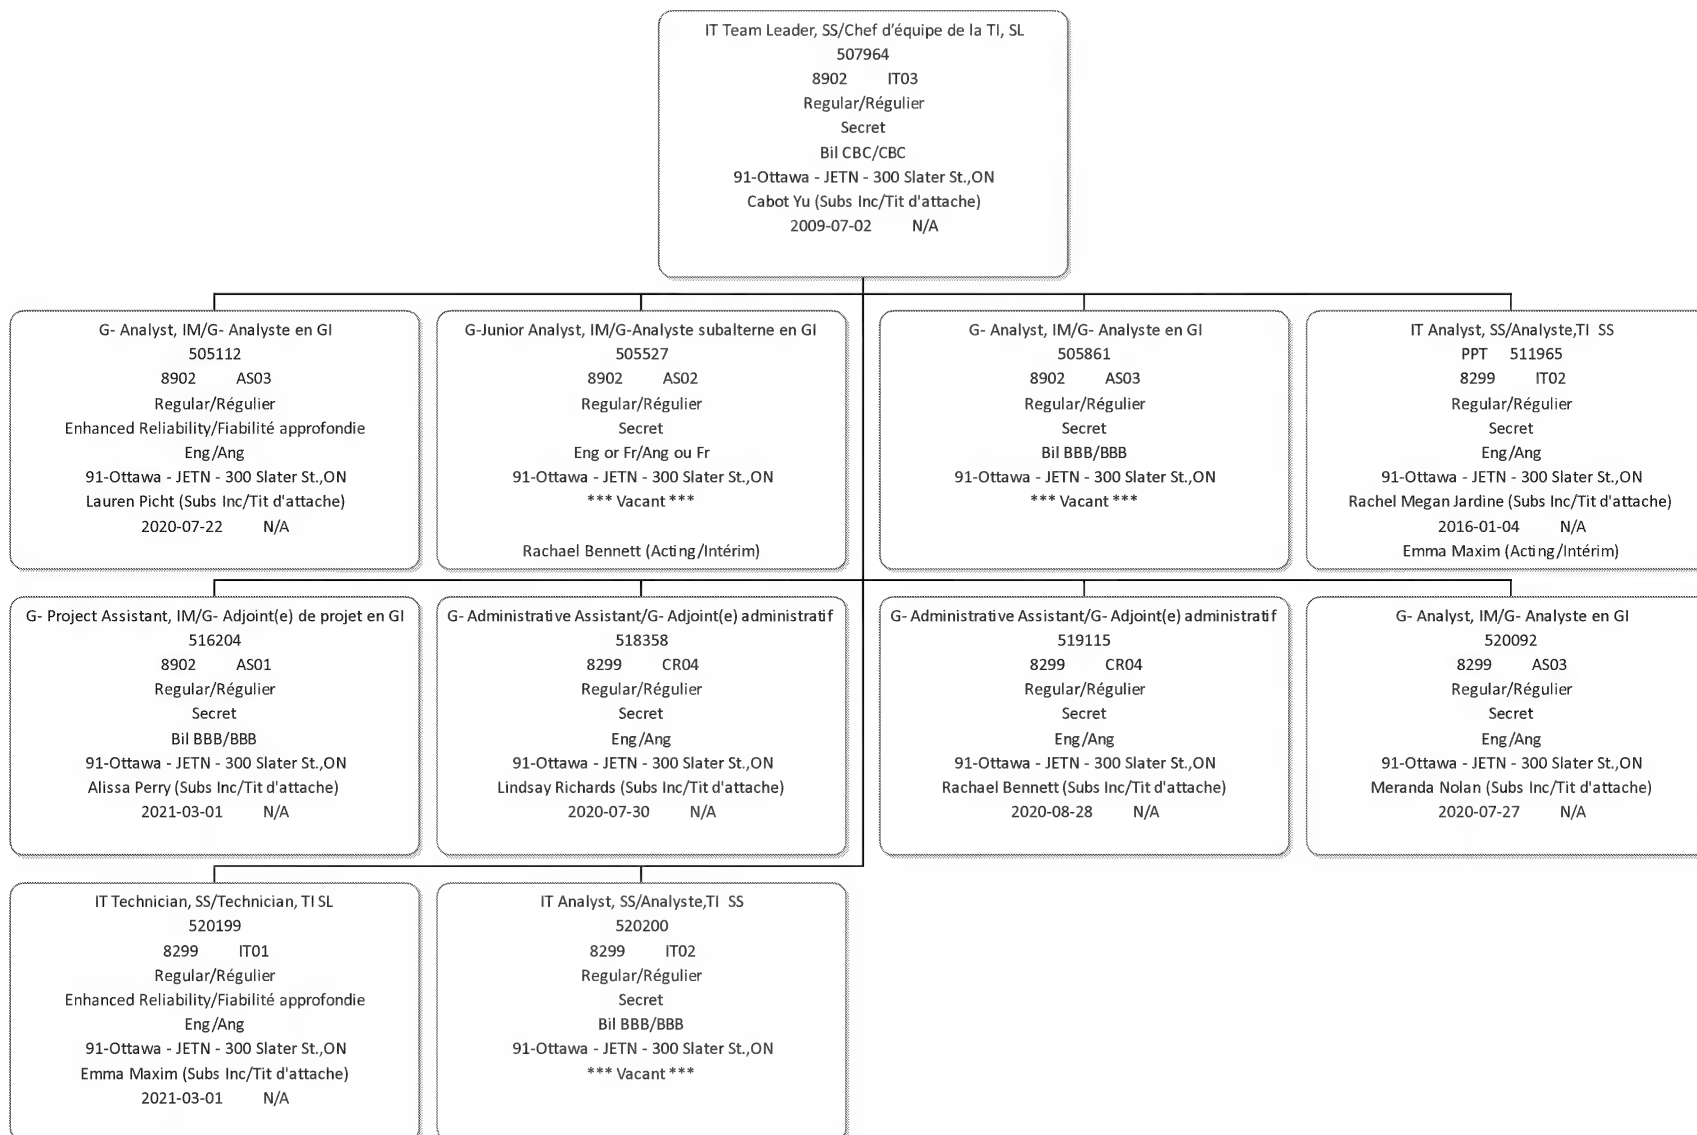 IT Team Leader, SS/Chef d'équipe de la TI, SL
507964
8902 IT03
Regular/Régulier
Secret
Bil CBC/CBC
91-Ottawa - JETN - 300 Slater St.,ON
Cabot Yu (Subs Inc/Tit d'attache)
2009-07-02 N/A
G- Analyst, IM/G- Analyste en GI
505112
8902 AS03
Regular/Régulier
Enhanced Reliability/Fiabilité approfondie
Eng/Ang
91-Ottawa - JETN - 300 Slater St.,ON
Lauren Picht (Subs Inc/Tit d'attache)
2020-07-22 N/A
G-Junior Analyst, IM/G-Analyste subalterne en GI
505527
8902 AS02
Regular/Régulier
Secret
Eng or Fr/Ang ou Fr
91-Ottawa - JETN - 300 Slater St.,ON
*** Vacant ***
Rachael Bennett (Acting/Intérim)
G- Analyst, IM/G- Analyste en GI
505861
8902 AS03
Regular/Régulier
Secret
Bil BBB/BBB
91-Ottawa - JETN - 300 Slater St.,ON
*** Vacant ***
IT Analyst, SS/Analyste,TI SS
PPT 511965
8299 IT02
Regular/Régulier
Secret
Eng/Ang
91-Ottawa - JETN - 300 Slater St.,ON
Rachel Megan Jardine (Subs Inc/Tit d'attache)
2016-01-04 N/A
Emma Maxim (Acting/Intérim)
G- Project Assistant, IM/G- Adjoint(e) de projet en GI
516204
8902 AS01
Regular/Régulier
Secret
Bil BBB/BBB
91-Ottawa - JETN - 300 Slater St.,ON
Alissa Perry (Subs Inc/Tit d'attache)
2021-03-01 N/A
G- Administrative Assistant/G- Adjoint(e) administratif
518358
8299 CR04
Regular/Régulier
Secret
Eng/Ang
91-Ottawa - JETN - 300 Slater St.,ON
Lindsay Richards (Subs Inc/Tit d'attache)
2020-07-30 N/A
G- Administrative Assistant/G- Adjoint(e) administratif
519115
8299 CR04
Regular/Régulier
Secret
Eng/Ang
91-Ottawa - JETN - 300 Slater St.,ON
Rachael Bennett (Subs Inc/Tit d'attache)
2020-08-28 N/A
G- Analyst, IM/G- Analyste en GI
520092
8299 AS03
Regular/Régulier
Secret
Eng/Ang
91-Ottawa - JETN - 300 Slater St.,ON
Meranda Nolan (Subs Inc/Tit d'attache)
2020-07-27 N/A
IT Technician, SS/Technician, TI SL
520199
8299 IT01
Regular/Régulier
Enhanced Reliability/Fiabilité approfondie
Eng/Ang
91-Ottawa - JETN - 300 Slater St.,ON
Emma Maxim (Subs Inc/Tit d'attache)
2021-03-01 N/A
IT Analyst, SS/Analyste,TI SS
520200
8299 IT02
Regular/Régulier
Secret
Bil BBB/BBB
91-Ottawa - JETN - 300 Slater St.,ON
*** Vacant ***